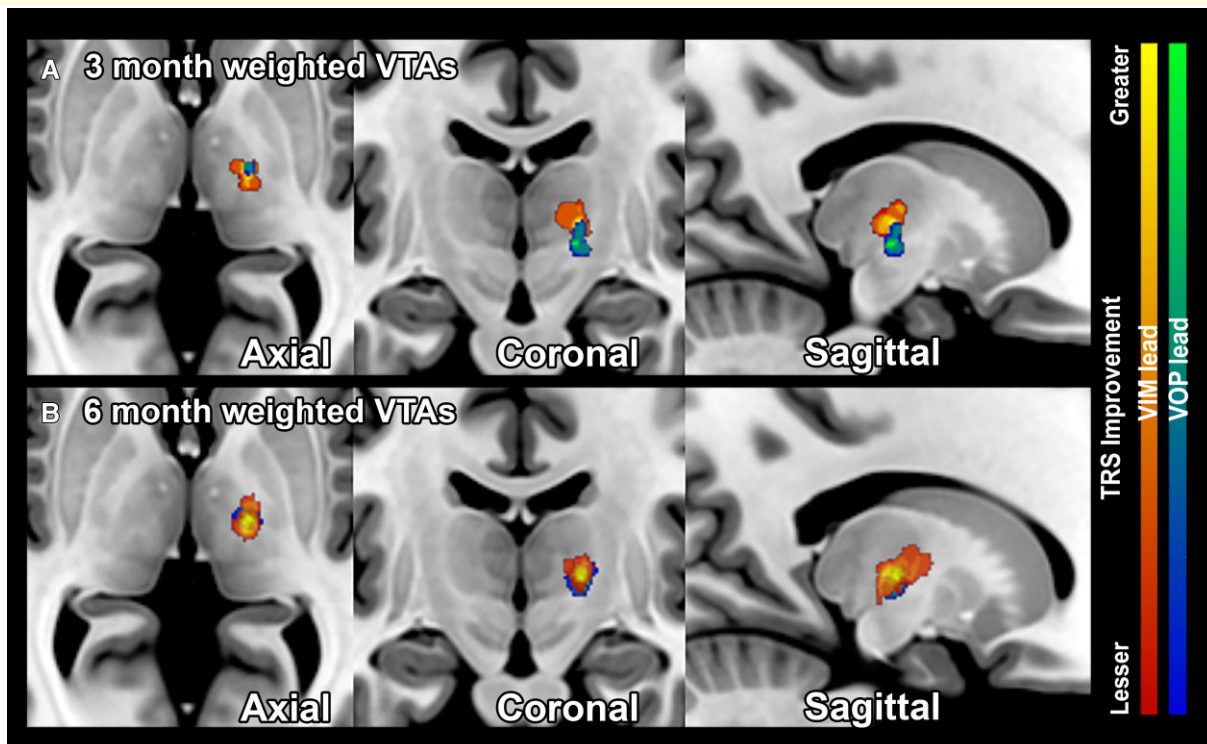 A 3 month weighted VTAs
Axial
Coronal
Sagittal
B 6 month weighted VTAs
Axial
Coronal
Sagittal
Greater
TRS Improvement
Lesser
VIM lead
VOP lead